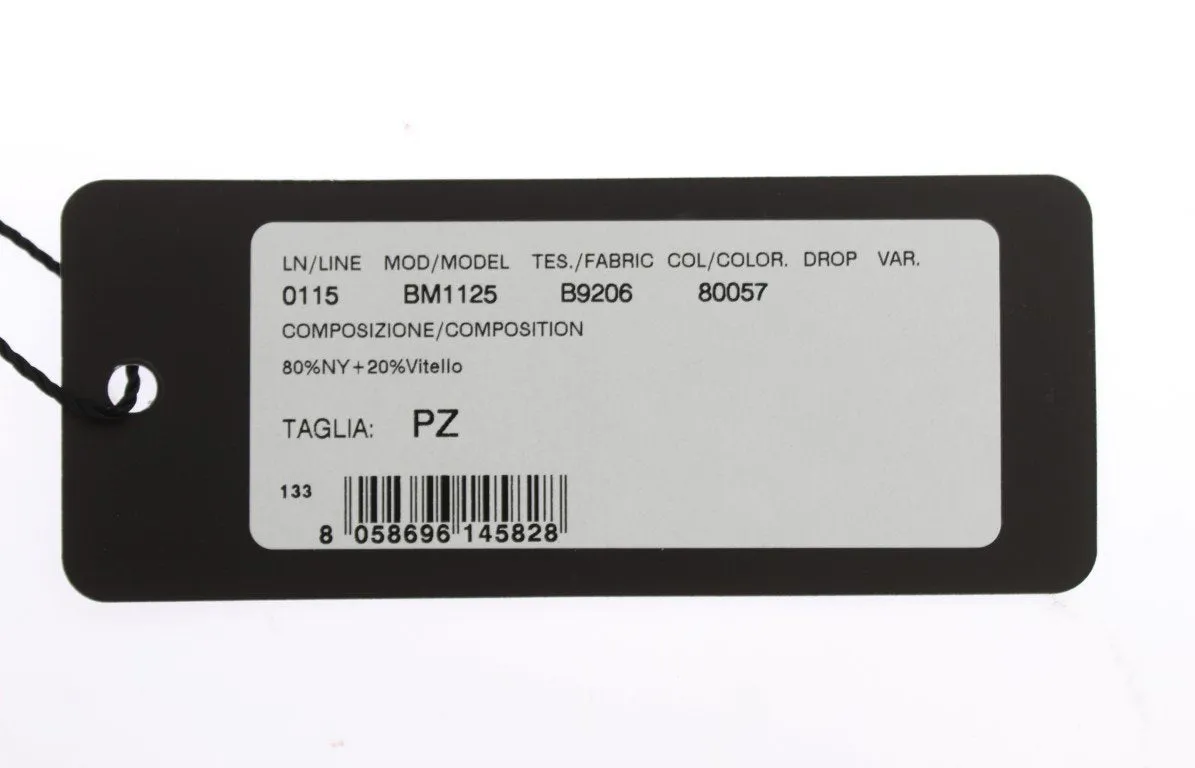 LN/LINE MOD/MODEL TES./FABRIC COL/COLOR. DROP VAR.
0115 BM1125 B9206 80057
COMPOSIZIONE/COMPOSITION
80%NY+20%Vitello
TAGLIA: PZ
133
8 058696 145828